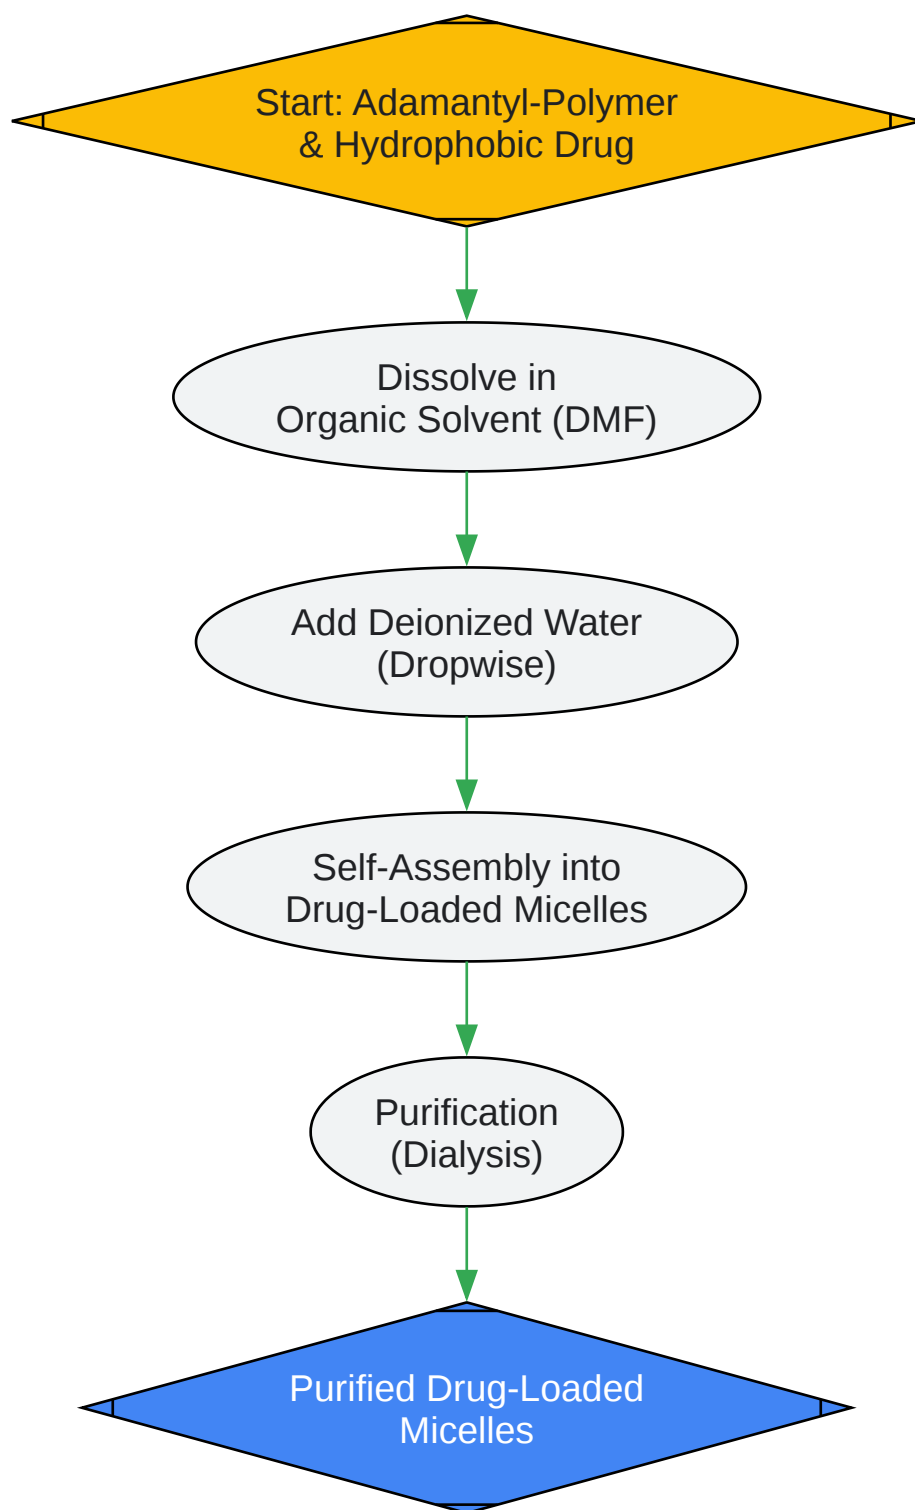 Start: Adamantyl-Polymer
& Hydrophobic Drug
Dissolve in
Organic Solvent (DMF)
Add Deionized Water
(Dropwise)
Self-Assembly into
Drug-Loaded Micelles
Purification
(Dialysis)
Purified Drug-Loaded
Micelles